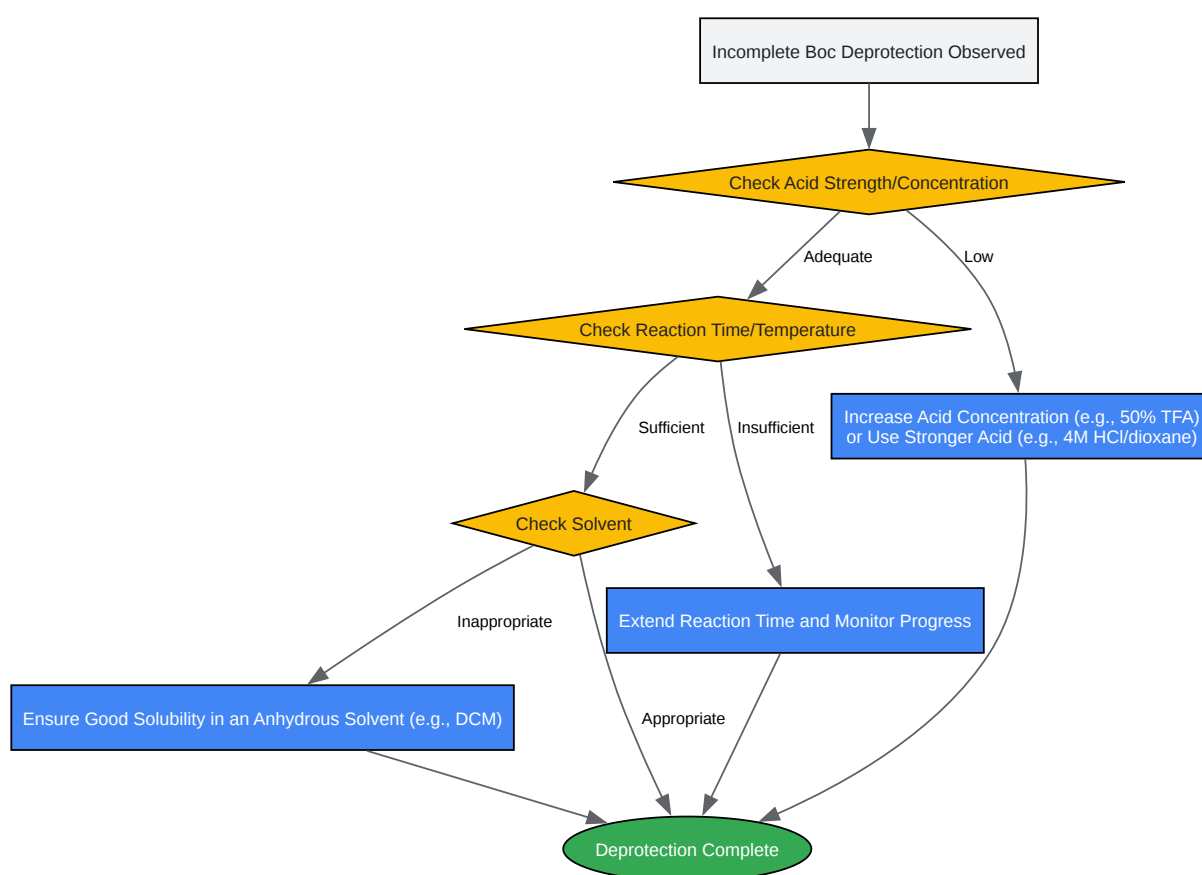 Incomplete Boc Deprotection Observed
Check Acid Strength/Concentration
Adequate
Low
Check Reaction Time/Temperature
Increase Acid Concentration (e.g., 50% TFA)
or Use Stronger Acid (e.g., 4M HCl/dioxane)
Sufficient
Insufficient
Check Solvent
Inappropriate
Extend Reaction Time and Monitor Progress
Ensure Good Solubility in an Anhydrous Solvent (e.g., DCM)
Appropriate
Deprotection Complete